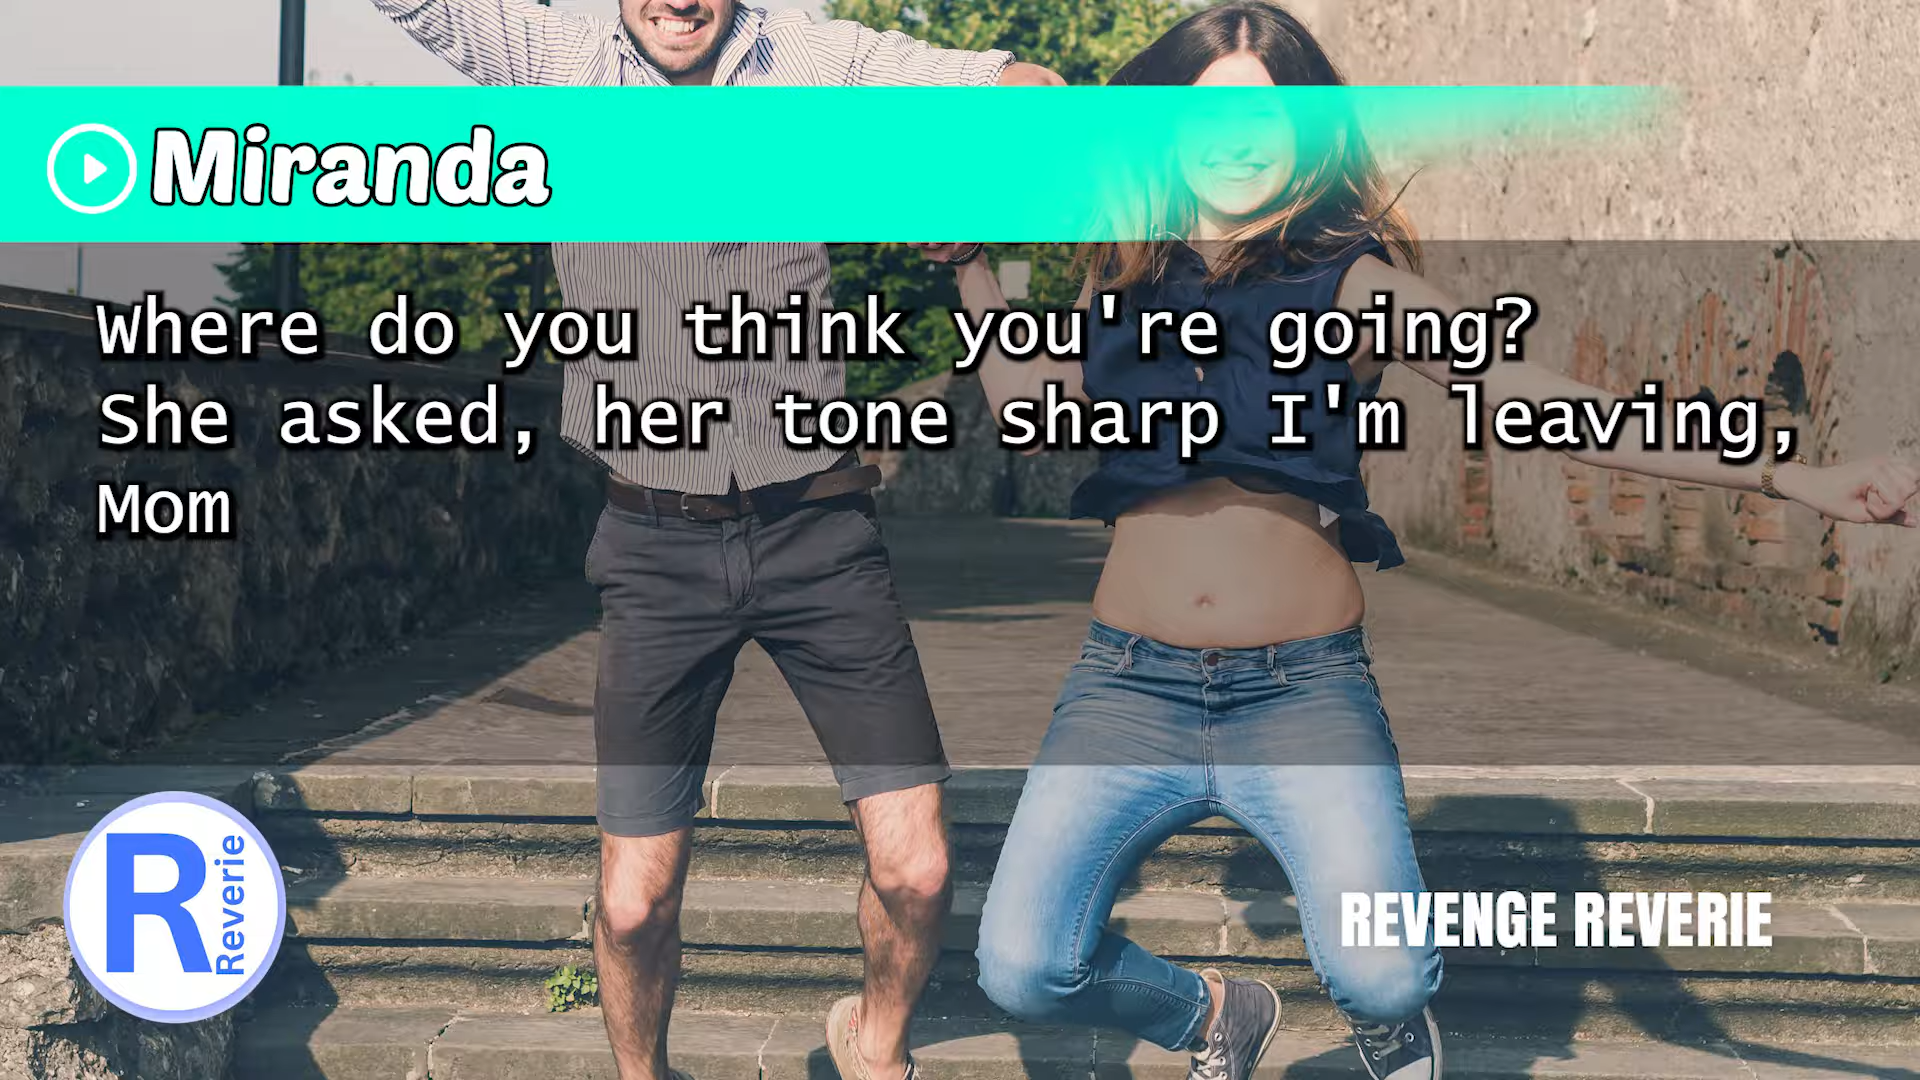 Miranda
Where do you think you're going?
She asked, her tone sharp I'm leaving,
Mom
R Reverie
REVENGE REVERIE